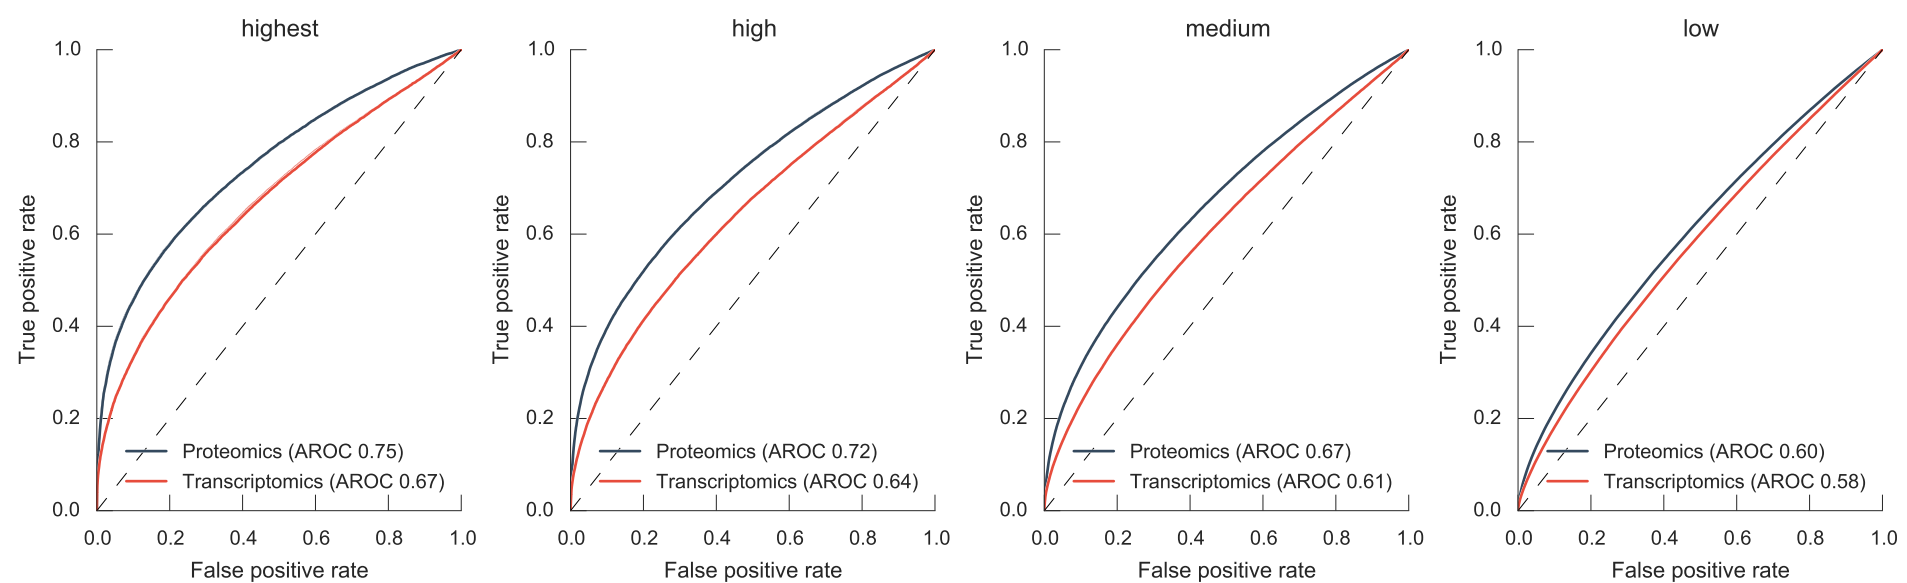 highest
1.0
0.8
0.6
0.4
0.2
0.0
True positive rate
Proteomics (AROC 0.75)
Transcriptomics (AROC 0.67)
0.0 0.2 0.4 0.6 0.8 1.0
False positive rate
high
1.0
0.8
0.6
0.4
0.2
0.0
True positive rate
Proteomics (AROC 0.72)
Transcriptomics (AROC 0.64)
0.0 0.2 0.4 0.6 0.8 1.0
False positive rate
medium
1.0
0.8
0.6
0.4
0.2
0.0
True positive rate
Proteomics (AROC 0.67)
Transcriptomics (AROC 0.61)
0.0 0.2 0.4 0.6 0.8 1.0
False positive rate
low
1.0
0.8
0.6
0.4
0.2
0.0
True positive rate
Proteomics (AROC 0.60)
Transcriptomics (AROC 0.58)
0.0 0.2 0.4 0.6 0.8 1.0
False positive rate